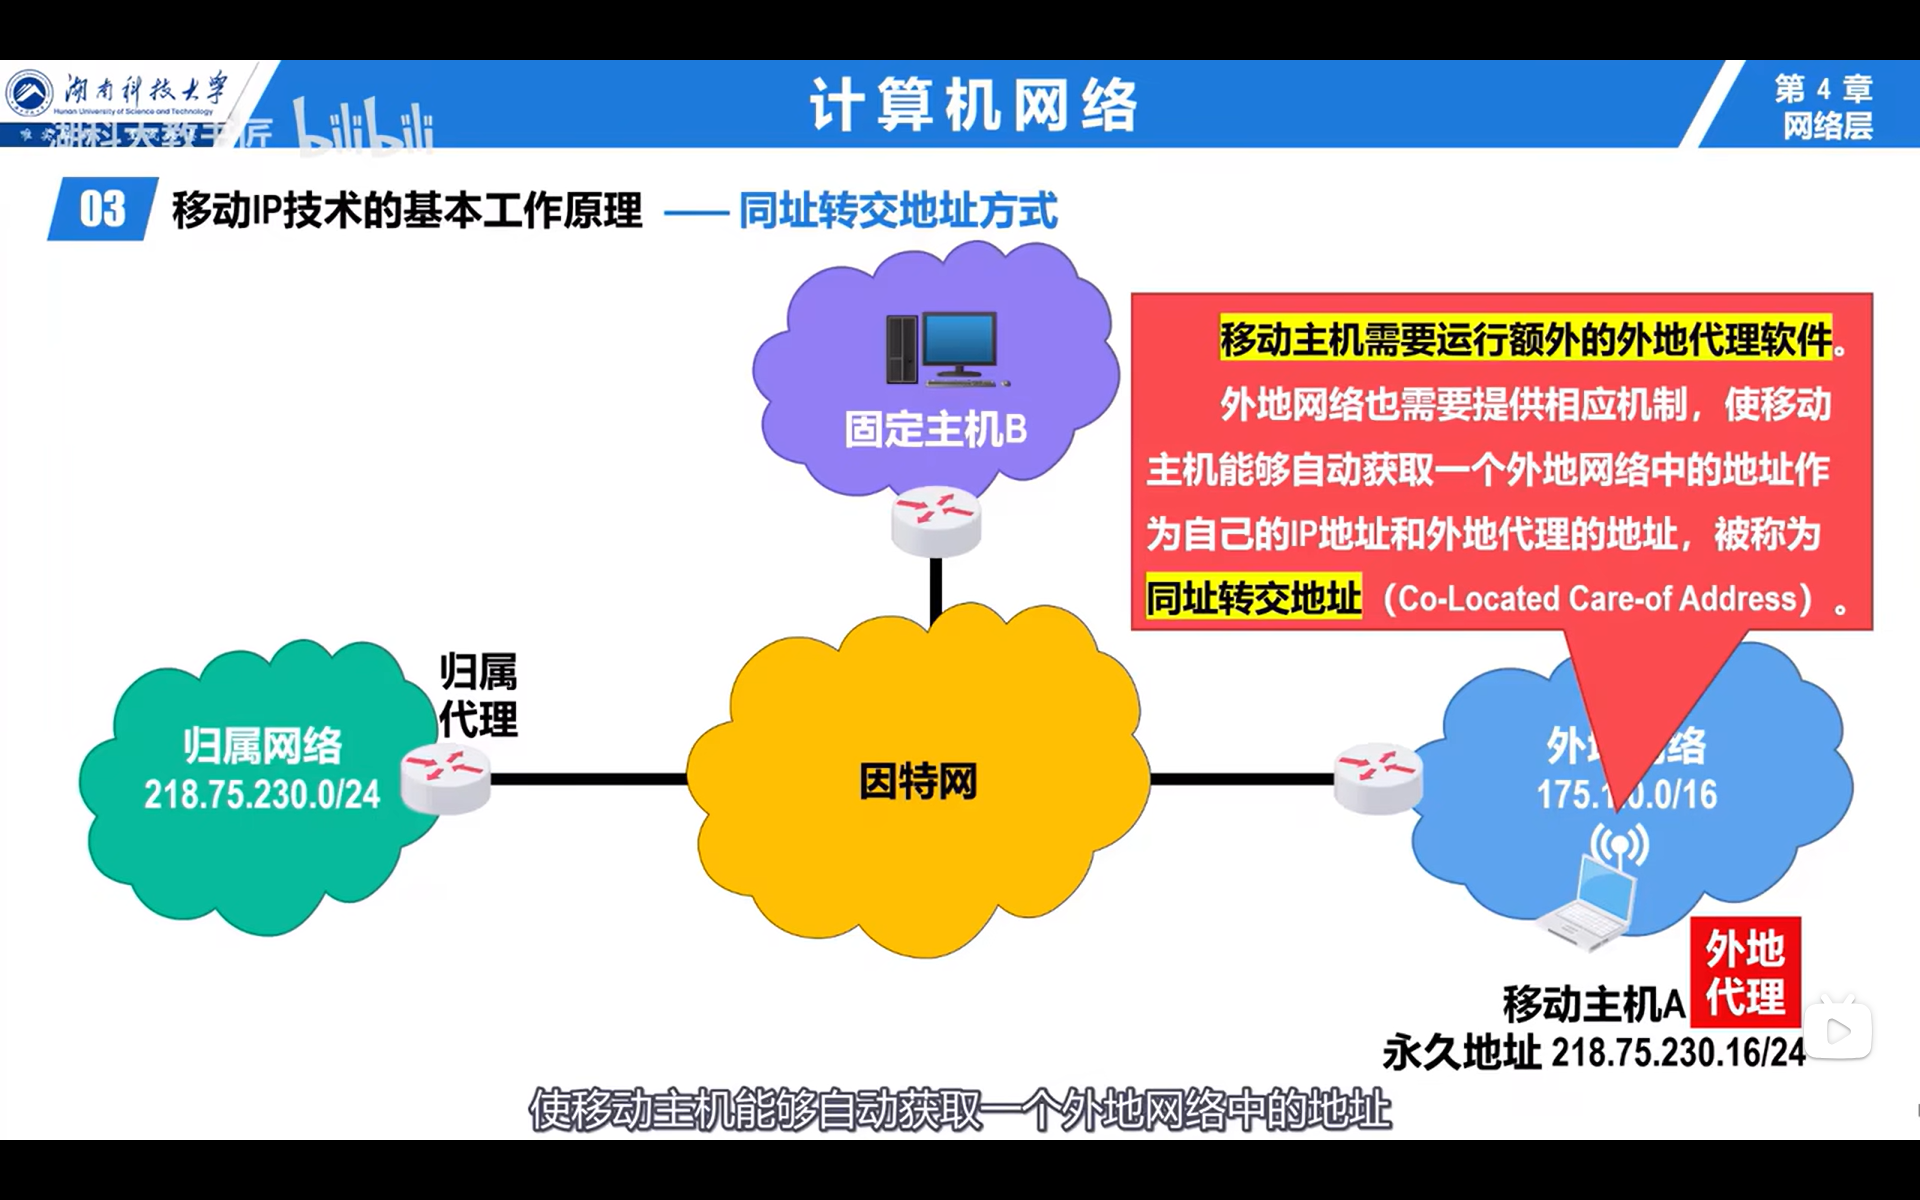 湖南科技大学
Hunan University of Science and Technology
湖科大教书匠 bilibili
计算机网络
第 4 章
网络层
03 移动IP技术的基本工作原理 —— 同址转交地址方式
固定主机B
移动主机需要运行额外的外地代理软件。
外地网络也需要提供相应机制，使移动
主机能够自动获取一个外地网络中的地址作
为自己的IP地址和外地代理的地址，被称为
同址转交地址（Co-Located Care-of Address）。
归属
代理
归属网络
218.75.230.0/24
因特网
外 络
175.1 .0.0/16
外地
代理
移动主机A
永久地址 218.75.230.16/24
使移动主机能够自动获取一个外地网络中的地址